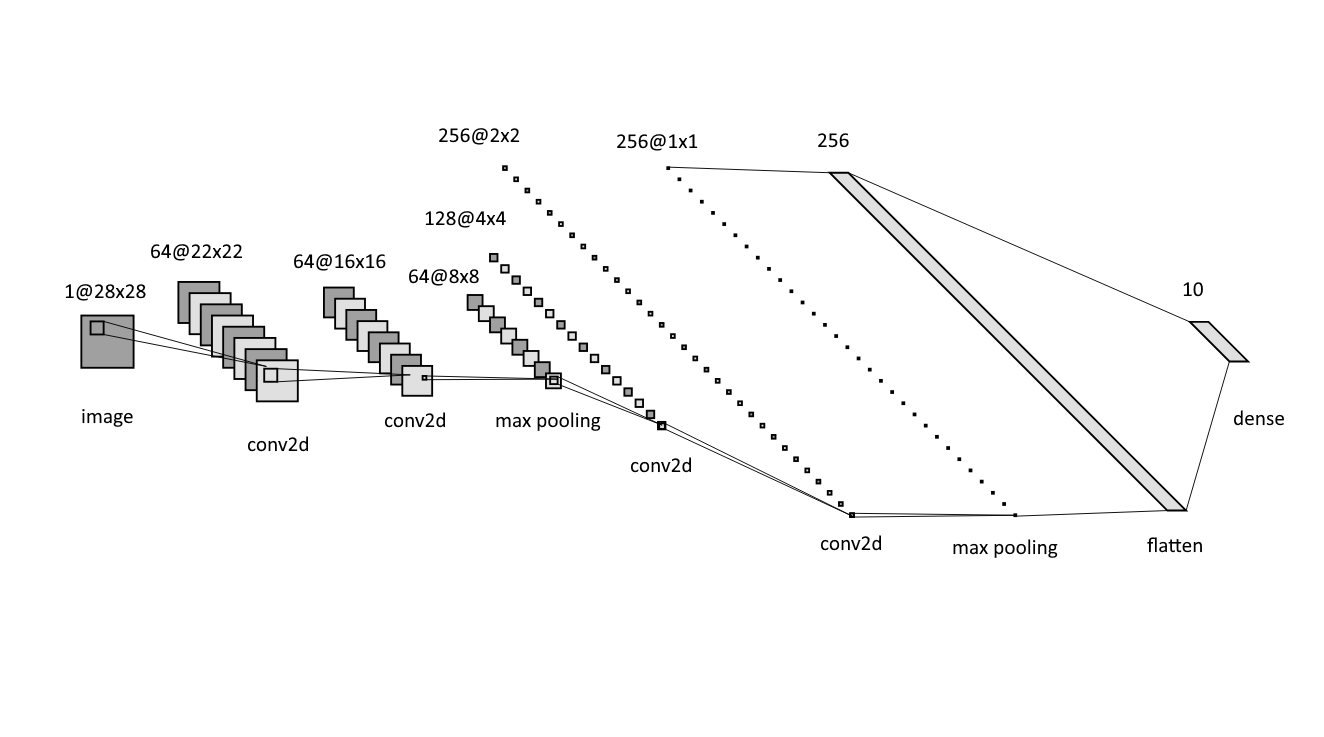 256@2x2
256@1x1
256
128@4x4
64@22x22
64@16x16
64@8x8
1@28x28
10
image
conv2d
conv2d
max pooling
conv2d
conv2d
max pooling
flatten
dense